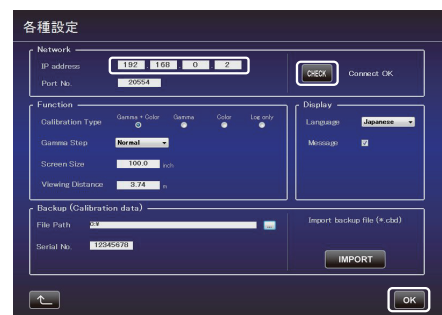 各種設定
Network
IP address 192 168 0 2 CHECK Connect OK
Port No. 20554
Function
Calibration Type Gamma + Color Gamma Color Log only
Gamma Step Normal
Screen Size 100.0 inch
Viewing Distance 3.74 m
Display
Language Japanese
Message
Backup (Calibration data)
File Path
Serial No. 12345678
Import backup file (*.cbd)
IMPORT
OK